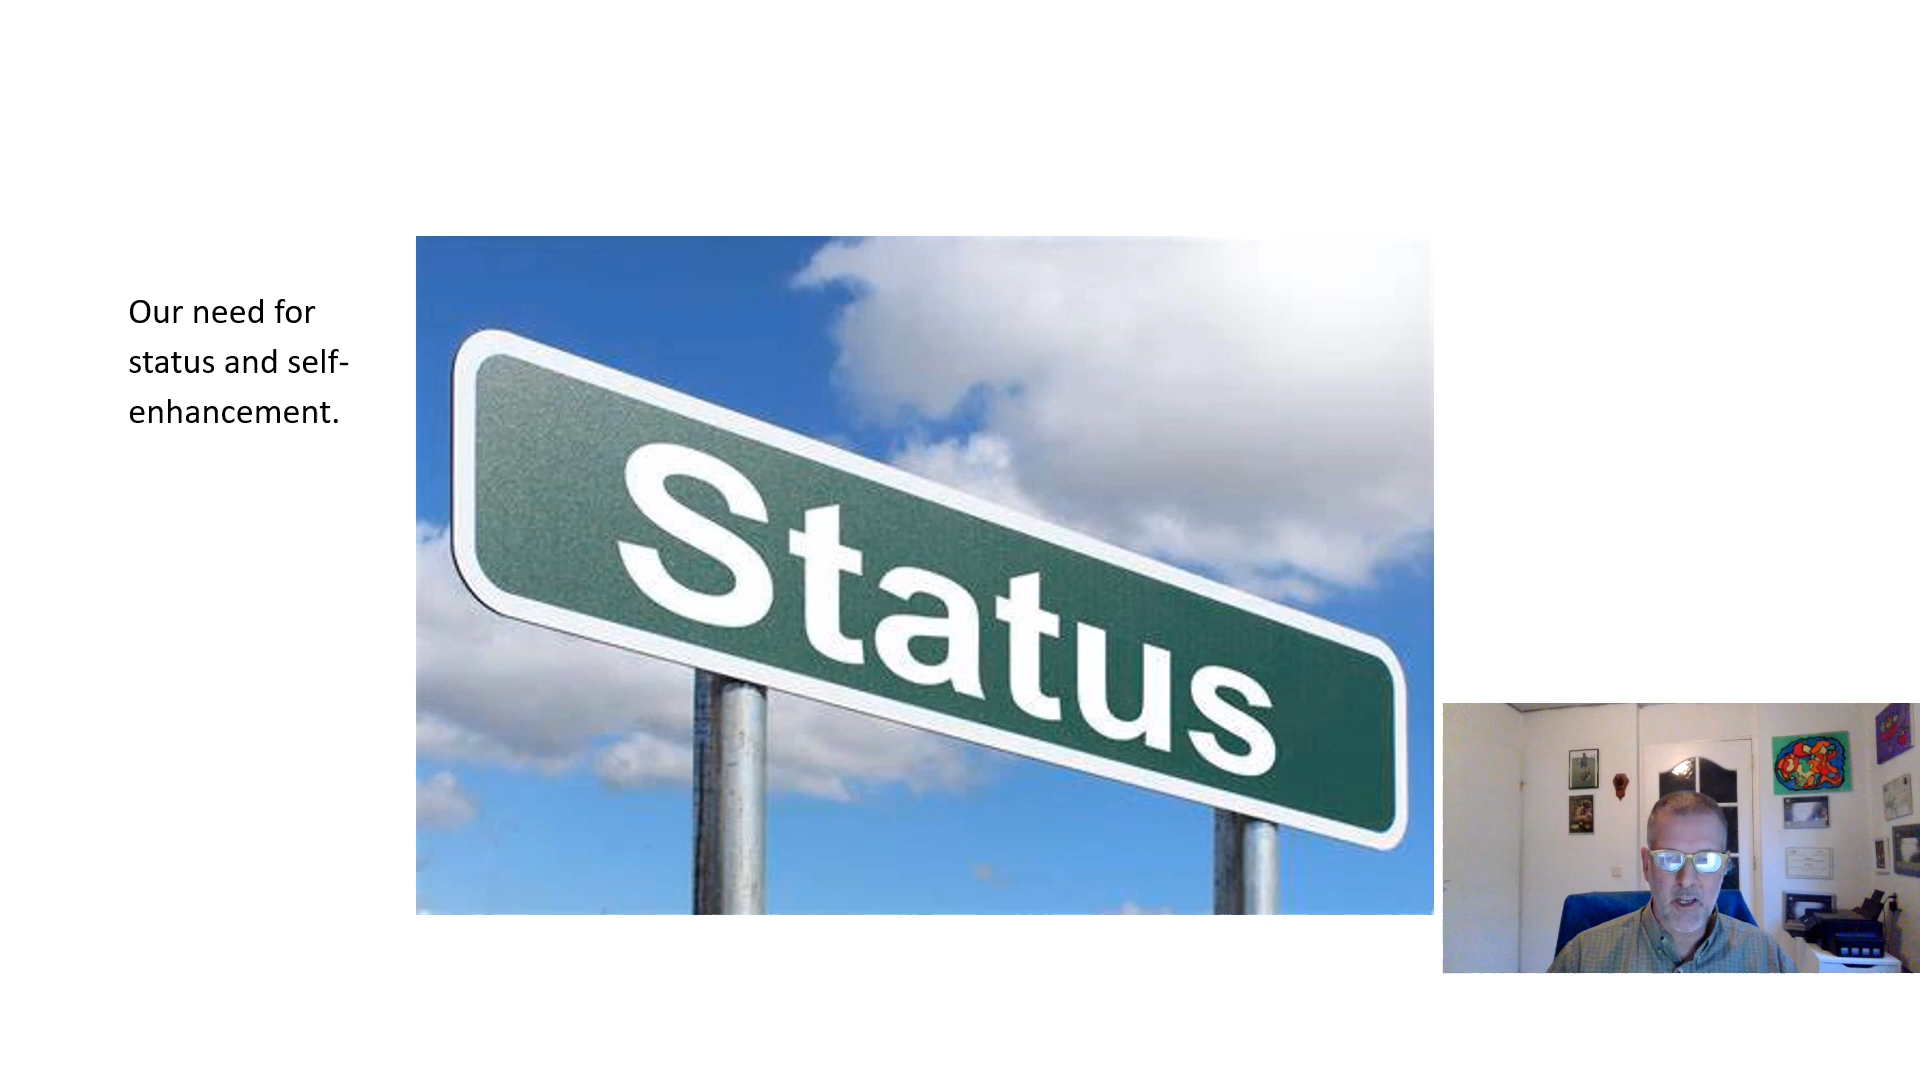 Our need for
status and self-
enhancement.
Status